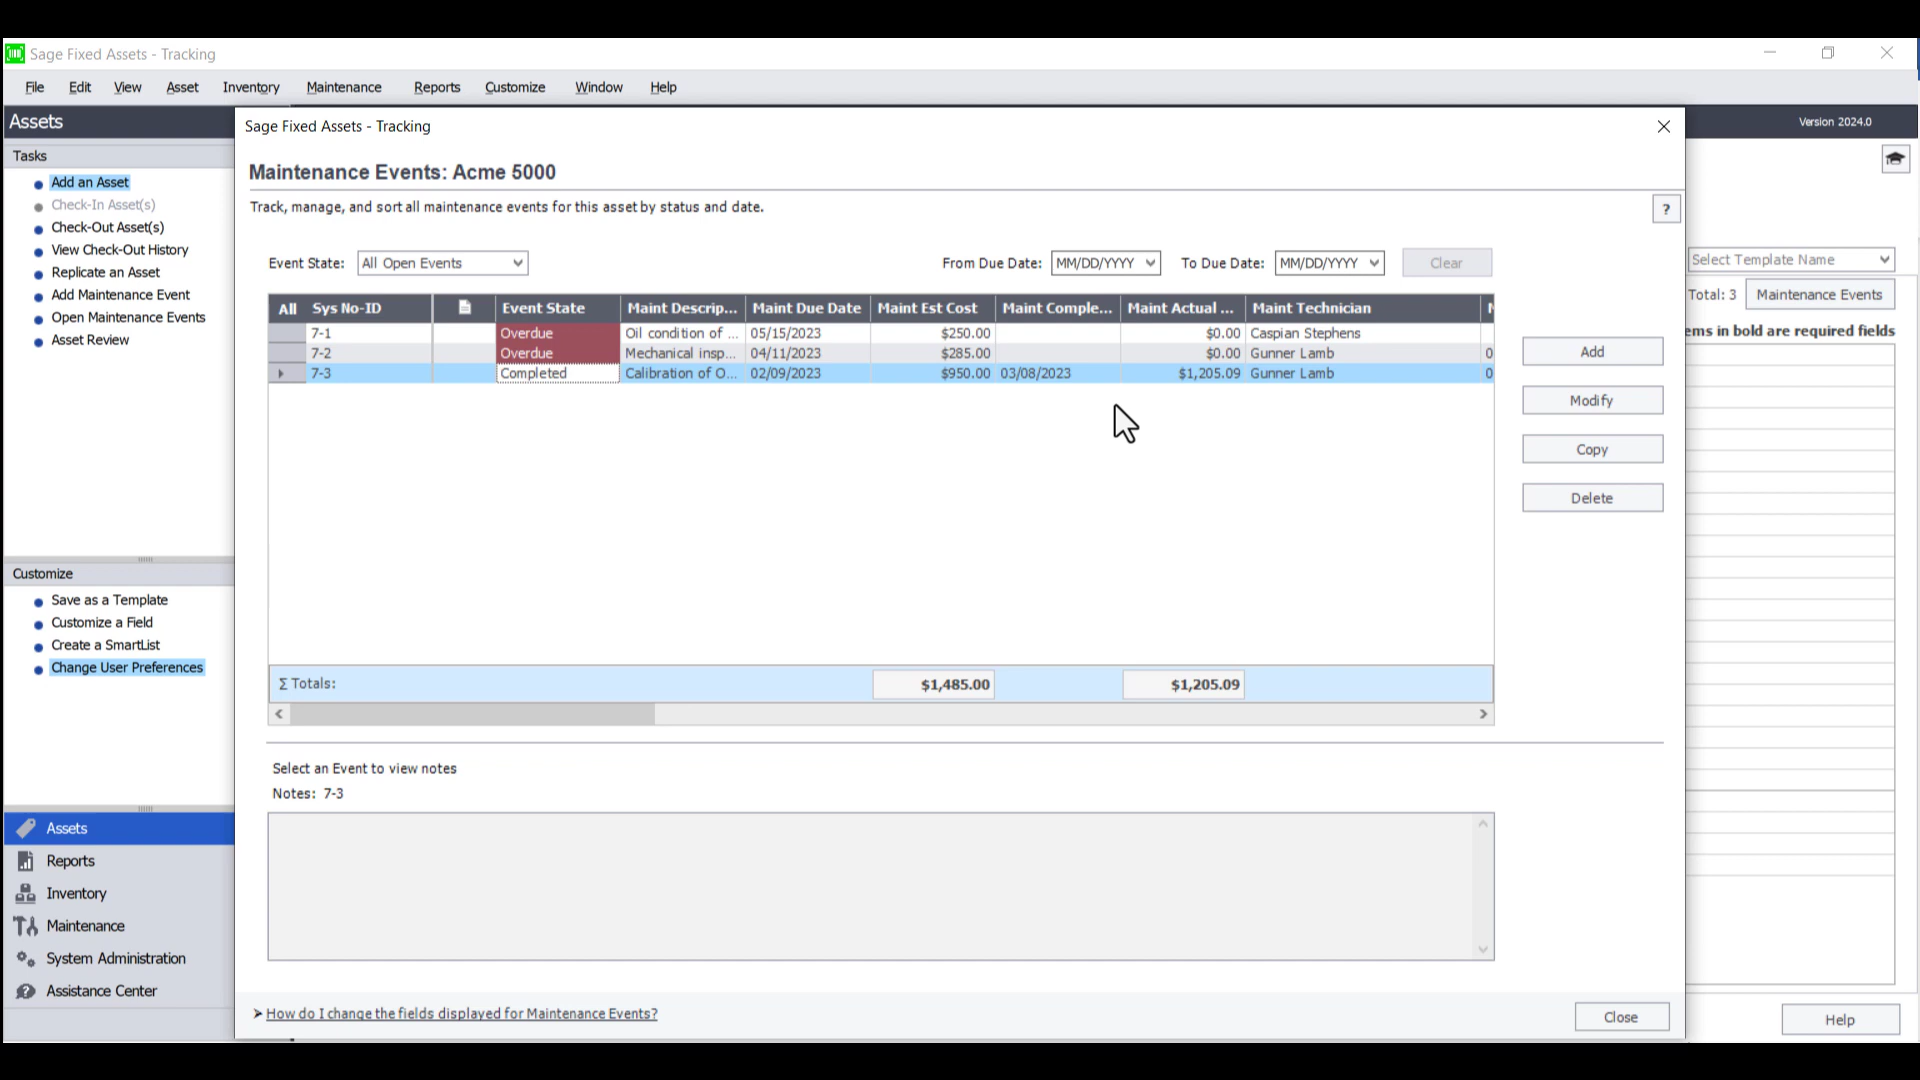 Sage Fixed Assets - Tracking
File Edit View Asset Inventory Maintenance Reports Customize Window Help
Assets
Version 2024.0
Tasks
Add an Asset
Check-In Asset(s)
Check-Out Asset(s)
View Check-Out History
Replicate an Asset
Add Maintenance Event
Open Maintenance Events
Asset Review
Customize
Save as a Template
Customize a Field
Create a SmartList
Change User Preferences
Assets
Reports
Inventory
Maintenance
System Administration
Assistance Center
Sage Fixed Assets - Tracking
Maintenance Events: Acme 5000
Track, manage, and sort all maintenance events for this asset by status and date.
?
Event State: All Open Events From Due Date: MM/DD/YYYY To Due Date: MM/DD/YYYY Clear
All Sys No-ID Event State Maint Descrip... Maint Due Date Maint Est Cost Maint Comple... Maint Actual ... Maint Technician
7-1 Overdue Oil condition of ... 05/15/2023 $250.00 $0.00 Caspian Stephens
7-2 Overdue Mechanical insp... 04/11/2023 $285.00 $0.00 Gunner Lamb 0
7-3 Completed Calibration of O... 02/09/2023 $950.00 03/08/2023 $1,205.09 Gunner Lamb 0
Σ Totals: $1,485.00 $1,205.09
Add
Modify
Copy
Delete
Select an Event to view notes
Notes: 7-3
How do I change the fields displayed for Maintenance Events?
Close
Select Template Name
Total: 3 Maintenance Events
ems in bold are required fields
Help